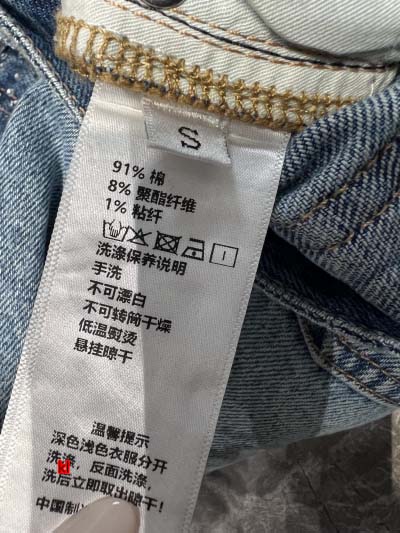 S
91% 棉
8% 聚酯纤维
1% 粘纤
洗涤保养说明
手洗
不可漂白
不可转筒干燥
低温熨烫
悬挂晾干
温馨提示
深色浅色衣服分开
洗涤，反面洗涤，
洗后立即取出晾干！
中国制